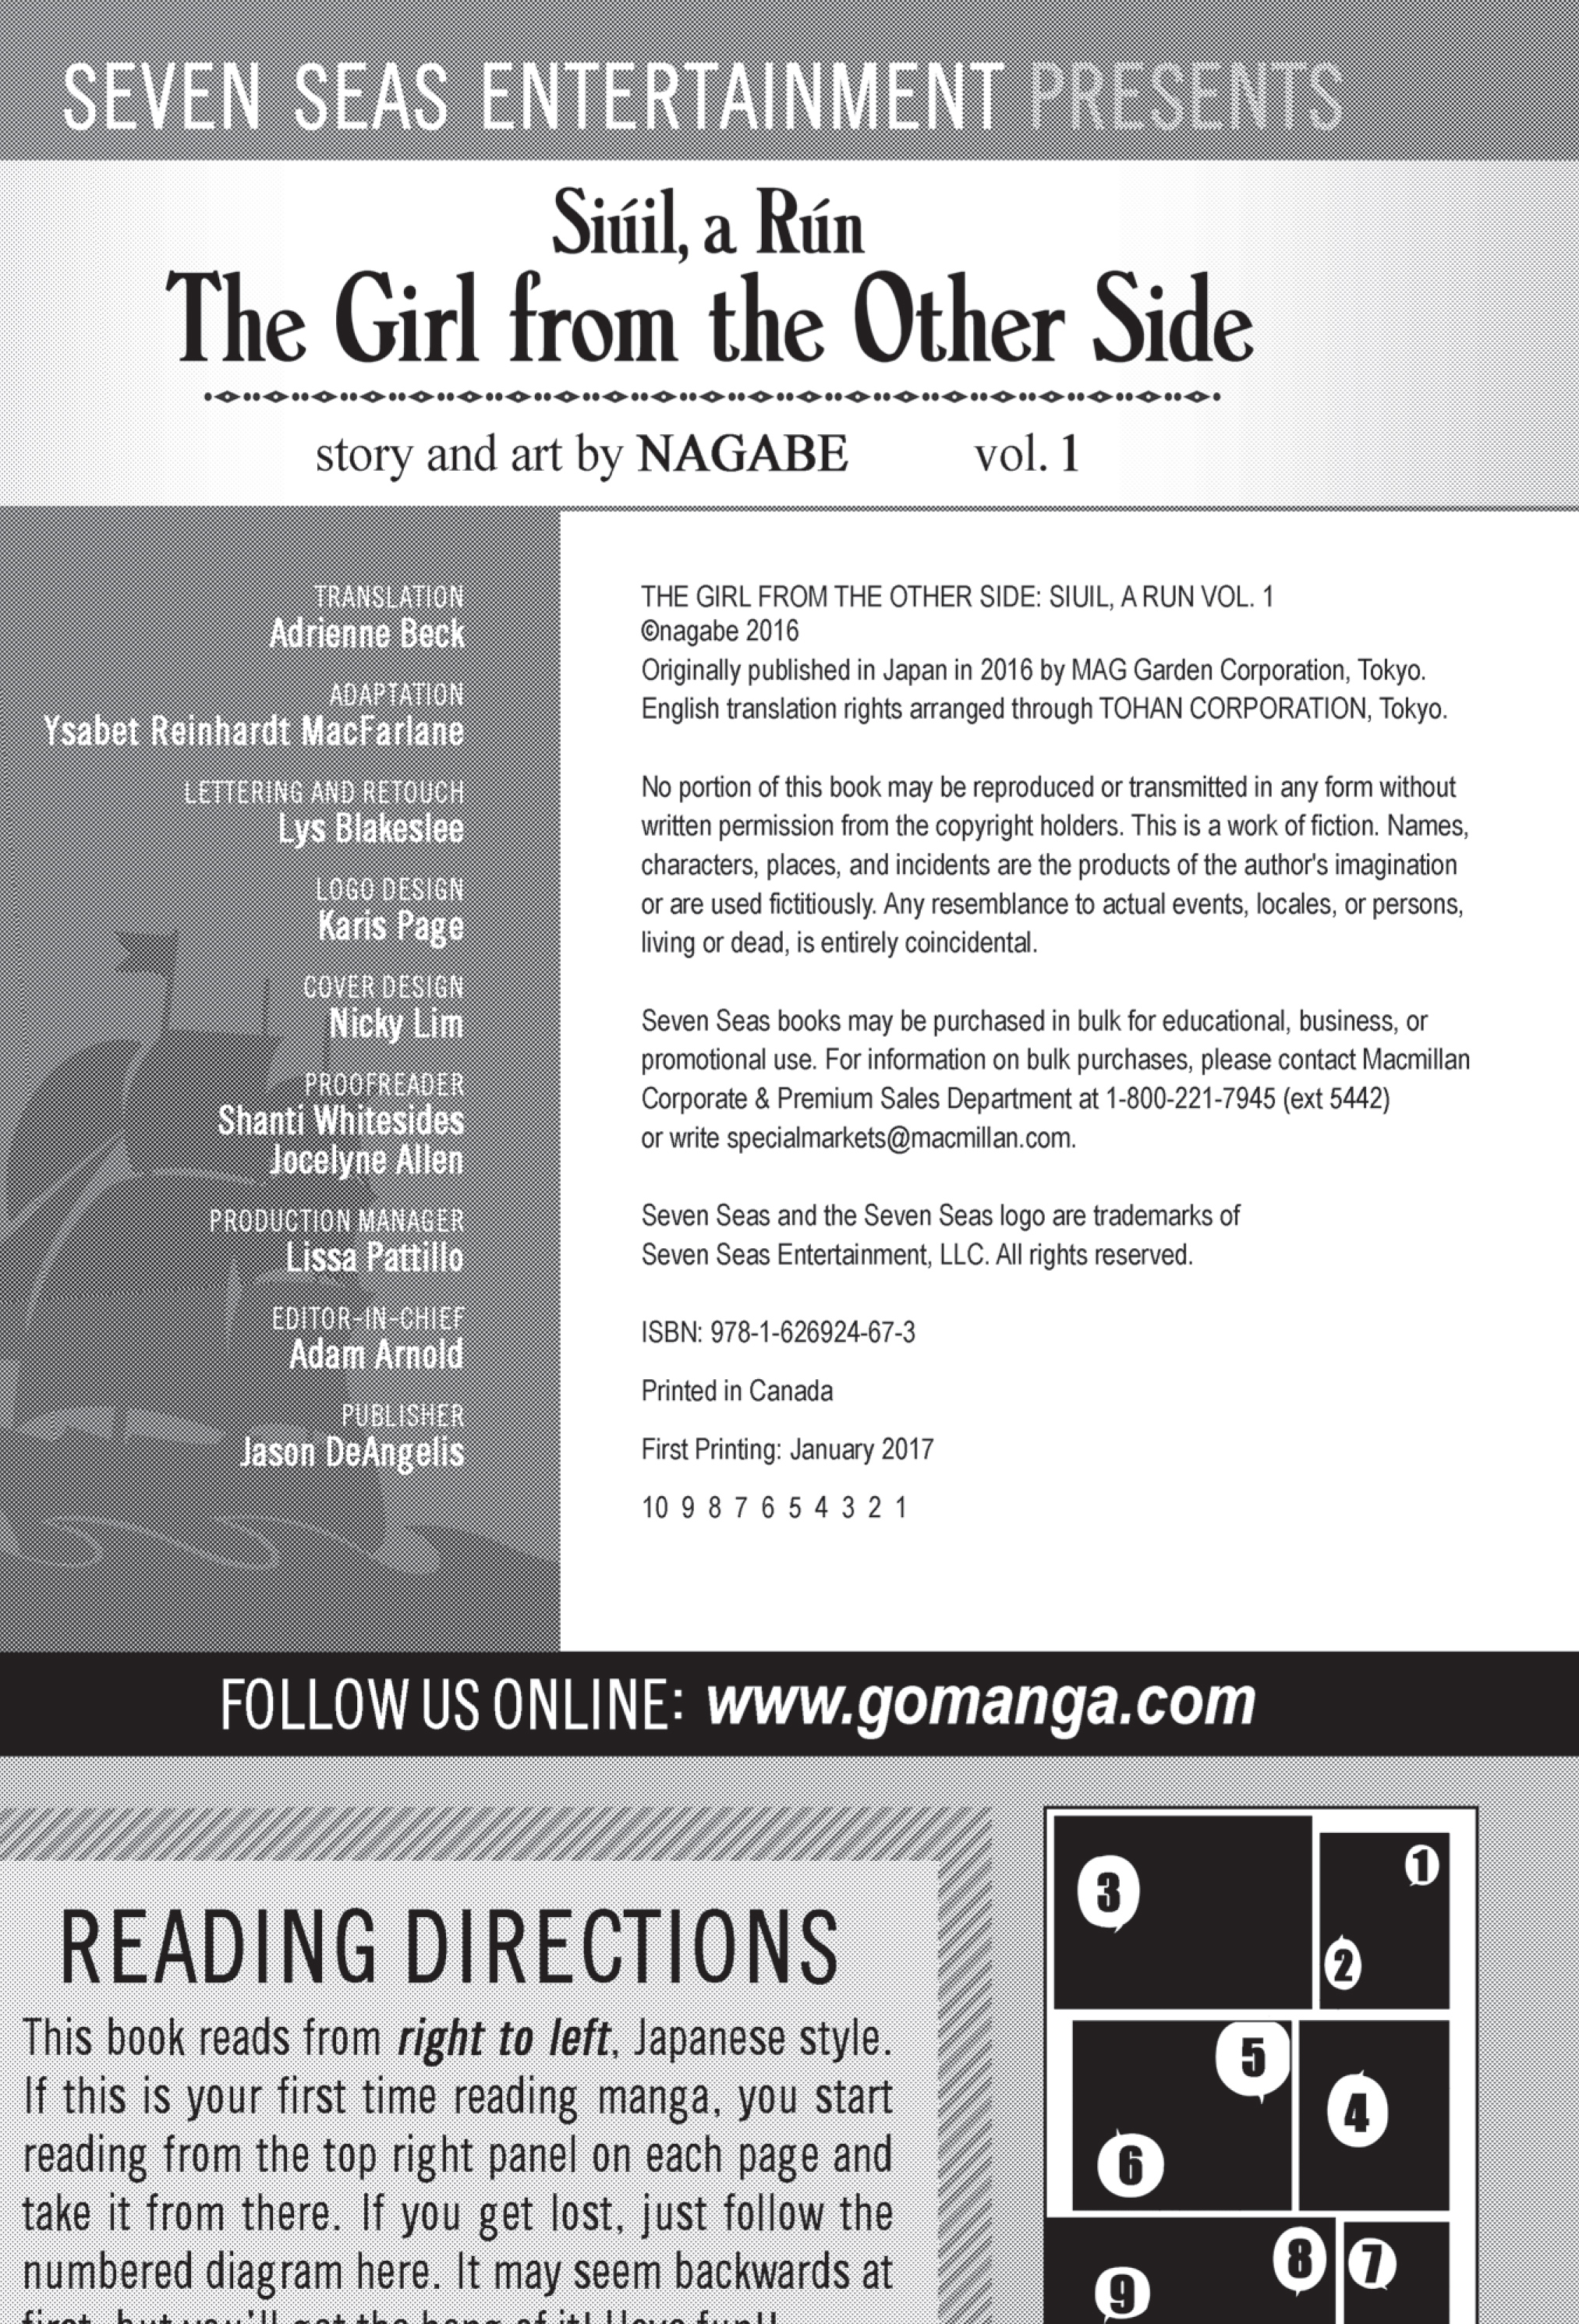 SEVEN SEAS ENTERTAINMENT PRESENTS
Siúil, a Rún
The Girl from the Other Side
story and art by NAGABE vol. 1
TRANSLATION
Adrienne Beck
ADAPTATION
Ysabet Reinhardt MacFarlane
LETTERING AND RETOUCH
Lys Blakeslee
LOGO DESIGN
Karis Page
COVER DESIGN
Nicky Lim
PROOFREADER
Shanti Whitesides
Jocelyne Allen
PRODUCTION MANAGER
Lissa Pattillo
EDITOR-IN-CHIEF
Adam Arnold
PUBLISHER
Jason DeAngelis
THE GIRL FROM THE OTHER SIDE: SIUIL, A RUN VOL. 1
©nagabe 2016
Originally published in Japan in 2016 by MAG Garden Corporation, Tokyo.
English translation rights arranged through TOHAN CORPORATION, Tokyo.
No portion of this book may be reproduced or transmitted in any form without
written permission from the copyright holders. This is a work of fiction. Names,
characters, places, and incidents are the products of the author's imagination
or are used fictitiously. Any resemblance to actual events, locales, or persons,
living or dead, is entirely coincidental.
Seven Seas books may be purchased in bulk for educational, business, or
promotional use. For information on bulk purchases, please contact Macmillan
Corporate & Premium Sales Department at 1-800-221-7945 (ext 5442)
or write specialmarkets@macmillan.com.
Seven Seas and the Seven Seas logo are trademarks of
Seven Seas Entertainment, LLC. All rights reserved.
ISBN: 978-1-626924-67-3
Printed in Canada
First Printing: January 2017
10 9 8 7 6 5 4 3 2 1
FOLLOW US ONLINE: www.gomanga.com
READING DIRECTIONS
This book reads from right to left, Japanese style.
If this is your first time reading manga, you start
reading from the top right panel on each page and
take it from there. If you get lost, just follow the
numbered diagram here. It may seem backwards at
first, but you'll get the hang of it! Have fun!!
1
2
3
4
5
6
7
8
9